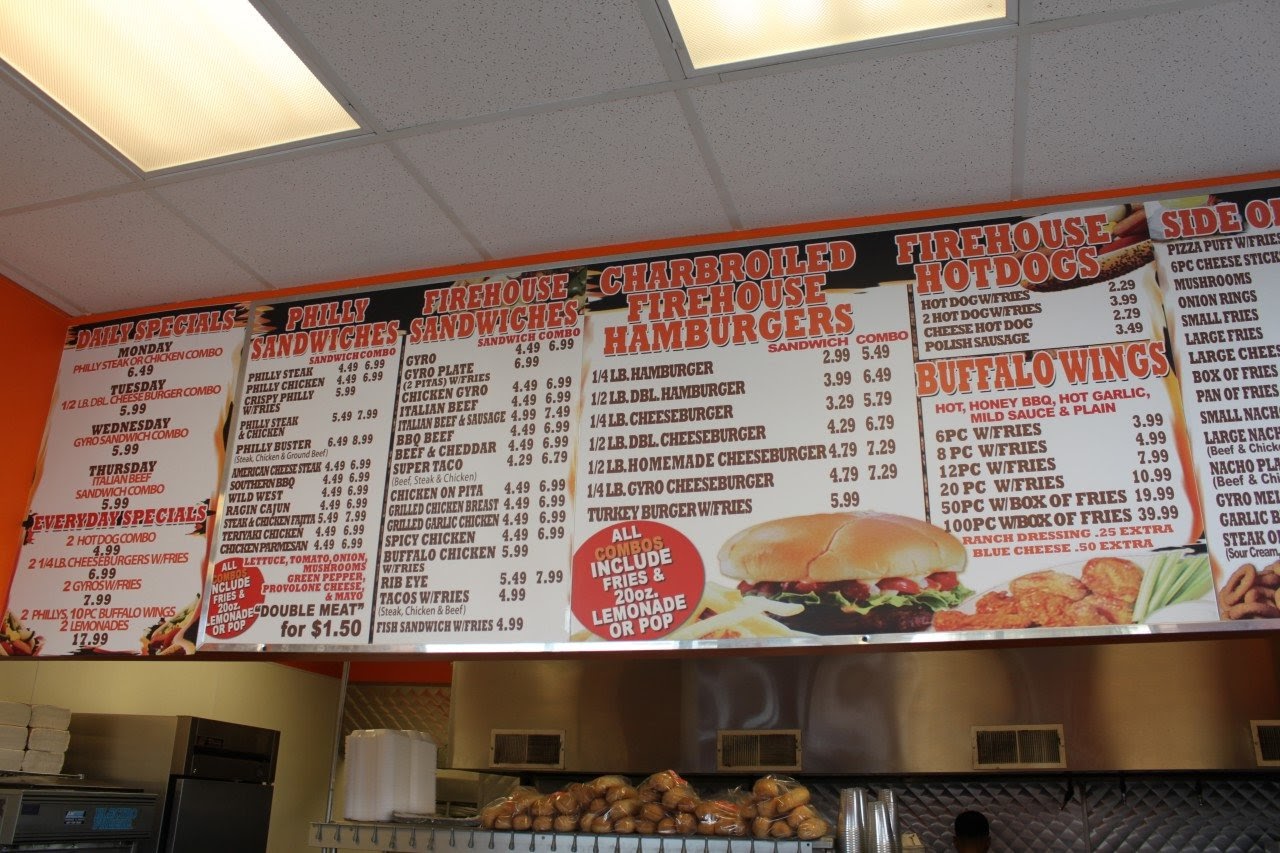 DAILY SPECIALS
MONDAY
PHILLY STEAK OR CHICKEN COMBO
6.49
TUESDAY
1/2 LB. DBL. CHEESE BURGER COMBO
5.99
WEDNESDAY
GYRO SANDWICH COMBO
5.99
THURSDAY
ITALIAN BEEF
SANDWICH COMBO
5.99
EVERYDAY SPECIALS
2 HOT DOG COMBO
4.99
2 1/4 LB. CHEESEBURGERS W/FRIES
6.99
2 GYROS W/FRIES
7.99
2 PHILLYS, 10 PC BUFFALO WINGS
2 LEMONADES
17.99
PHILLY
SANDWICHES
SANDWICH COMBO
PHILLY STEAK 4.49 6.99
PHILLY CHICKEN 4.49 6.99
CRISPY PHILLY 5.99
W/FRIES
PHILLY STEAK 5.49 7.99
& CHICKEN
PHILLY BUSTER 6.49 8.99
(Steak, Chicken & Ground Beef)
AMERICAN CHEESE STEAK 4.49 6.99
SOUTHERN BBQ 4.49 6.99
WILD WEST 4.49 6.99
RAGIN CAJUN 4.49 6.99
STEAK & CHICKEN FAJITA 5.49 7.99
TERIYAKI CHICKEN 4.49 6.99
CHICKEN PARMESAN 4.49 6.99
LETTUCE, TOMATO, ONION,
MUSHROOMS
GREEN PEPPER,
PROVOLONE CHEESE,
& MAYO
ALL
COMBOS
INCLUDE
FRIES &
20oz.
LEMONADE
OR POP
"DOUBLE MEAT"
for $1.50
FIREHOUSE
SANDWICHES
SANDWICH COMBO
GYRO 4.49 6.99
GYRO PLATE 6.99
(2 PITAS) W/FRIES
CHICKEN GYRO 4.49 6.99
ITALIAN BEEF 4.49 6.99
ITALIAN BEEF & SAUSAGE 4.99 7.49
BBQ BEEF 4.49 6.99
BEEF & CHEDDAR 4.49 6.99
SUPER TACO 4.29 6.79
(Beef, Steak & Chicken)
CHICKEN ON PITA 4.49 6.99
GRILLED CHICKEN BREAST 4.49 6.99
GRILLED GARLIC CHICKEN 4.49 6.99
SPICY CHICKEN 4.49 6.99
BUFFALO CHICKEN 5.99
W/FRIES
RIB EYE 5.49 7.99
TACOS W/FRIES 4.99
(Steak, Chicken & Beef)
FISH SANDWICH W/FRIES 4.99
CHARBROILED
FIREHOUSE
HAMBURGERS
SANDWICH COMBO
1/4 LB. HAMBURGER 2.99 5.49
1/2 LB. DBL. HAMBURGER 3.99 6.49
1/4 LB. CHEESEBURGER 3.29 5.79
1/2 LB. DBL. CHEESEBURGER 4.29 6.79
1/2 LB. HOMEMADE CHEESEBURGER 4.79 7.29
1/4 LB. GYRO CHEESEBURGER 4.79 7.29
TURKEY BURGER W/FRIES 5.99
ALL
COMBOS
INCLUDE
FRIES &
20oz.
LEMONADE
OR POP
FIREHOUSE
HOTDOGS
HOT DOG W/FRIES 2.29
2 HOT DOG W/FRIES 3.99
CHEESE HOT DOG 2.79
POLISH SAUSAGE 3.49
BUFFALO WINGS
HOT, HONEY BBQ, HOT GARLIC,
MILD SAUCE & PLAIN
6PC W/FRIES 3.99
8 PC W/FRIES 4.99
12PC W/FRIES 7.99
20 PC W/FRIES 10.99
50PC W/BOX OF FRIES 19.99
100PC W/BOX OF FRIES 39.99
RANCH DRESSING .25 EXTRA
BLUE CHEESE .50 EXTRA
SIDE
PIZZA PUFF W/FRIES
6PC CHEESE STICK
MUSHROOMS
ONION RINGS
SMALL FRIES
LARGE FRIES
LARGE CHEES
BOX OF FRIES
PAN OF FRIES
SMALL NACH
LARGE NACH
(Beef & Chick
NACHO PLA
(Beef & Chi
GYRO ME
GARLIC B
STEAK O
(Sour Cream